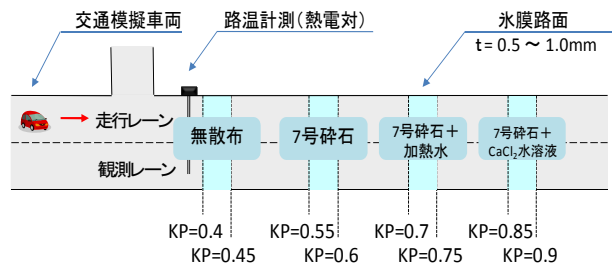 交通模擬車両
路温計測(熱電対)
氷膜路面
t= 0.5 ~ 1.0mm
走行レーン
観測レーン
無散布
7号砕石
7号砕石+
加熱水
7号砕石+
CaCl₂水溶液
KP=0.4
KP=0.45
KP=0.55
KP=0.6
KP=0.7
KP=0.75
KP=0.85
KP=0.9